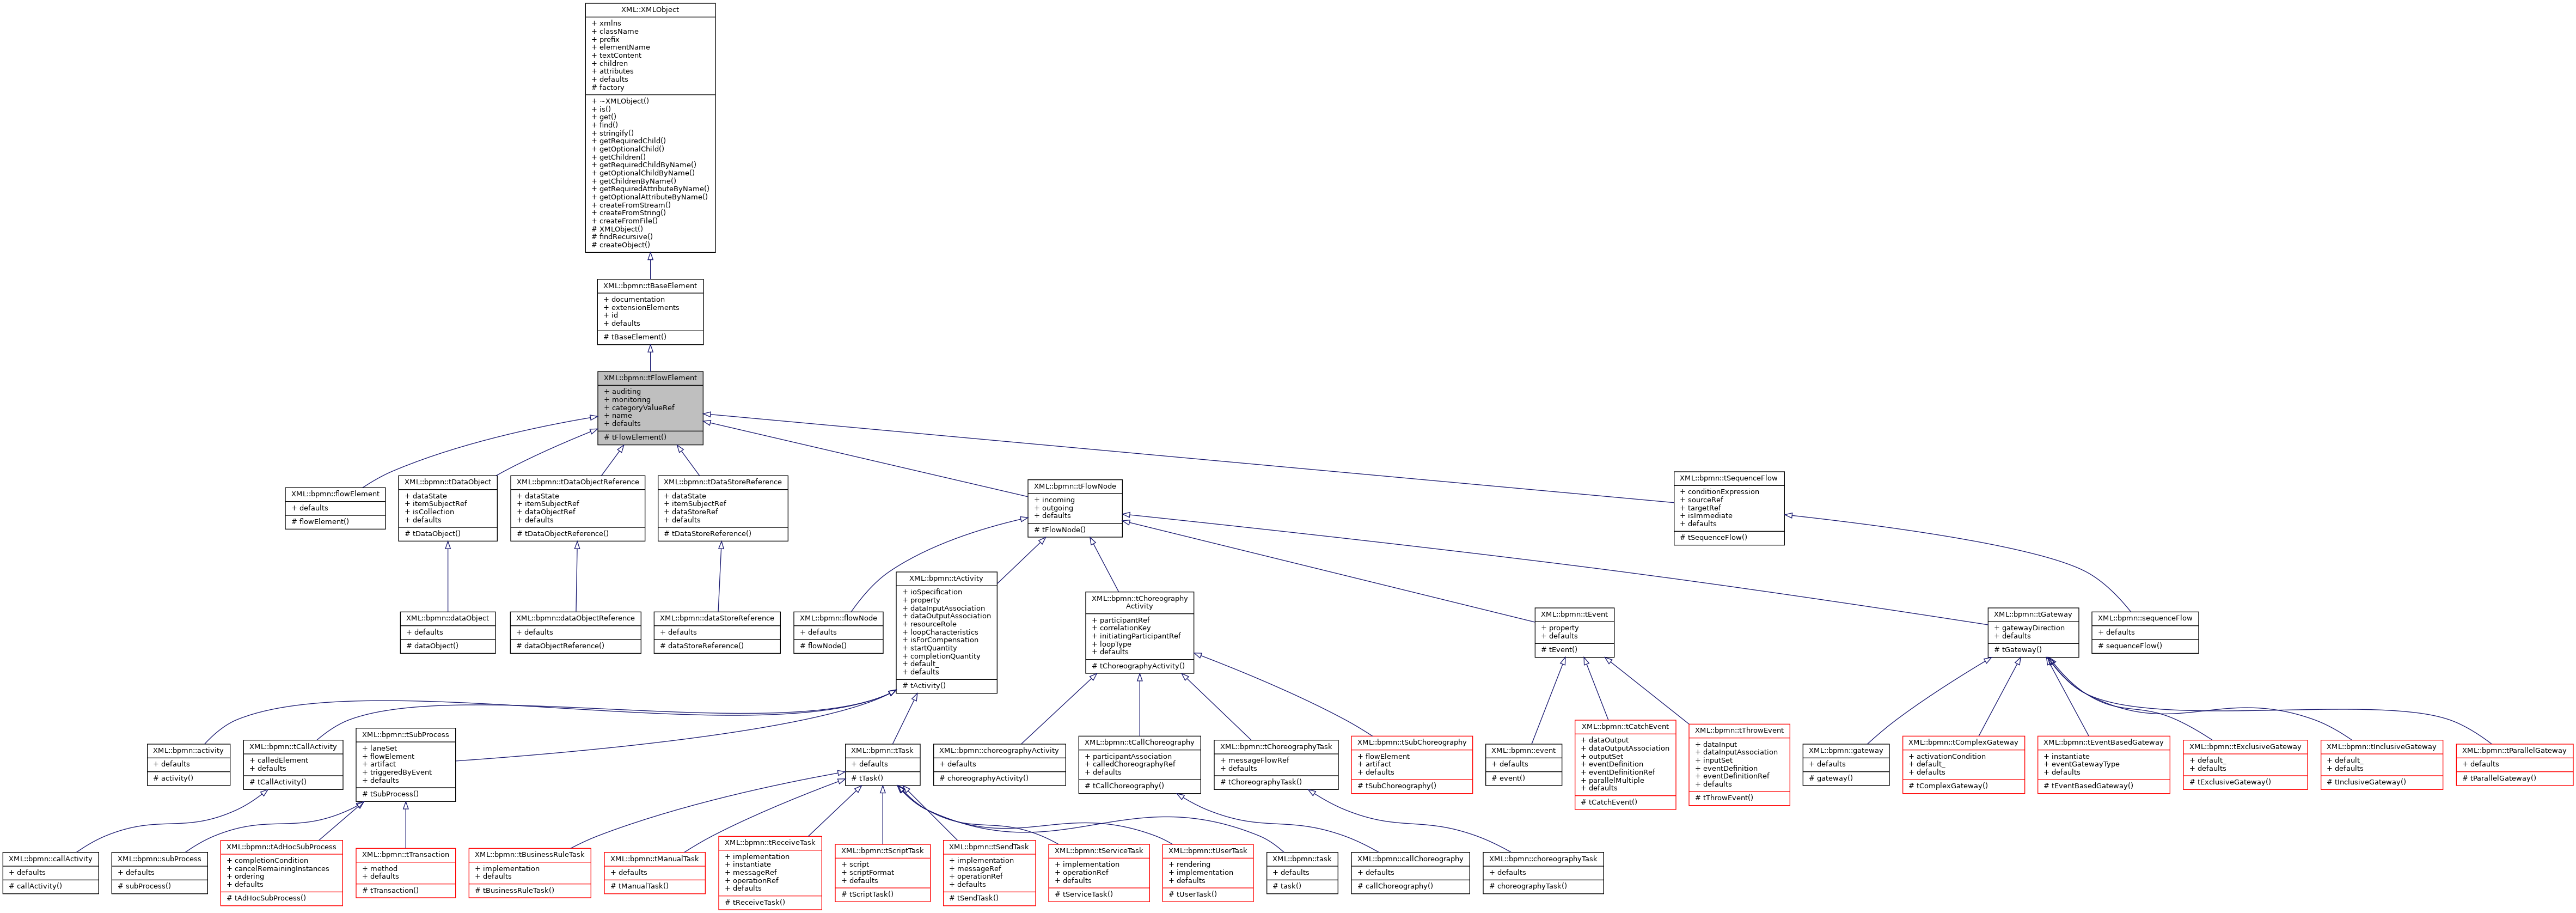 XML::XMLObject
+ xmlns
+ className
+ prefix
+ elementName
+ textContent
+ children
+ attributes
+ defaults
# factory
+ ~XMLObject()
+ is()
+ get()
+ find()
+ stringify()
+ getRequiredChild()
+ getOptionalChild()
+ getChildren()
+ getRequiredChildByName()
+ getOptionalChildByName()
+ getChildrenByName()
+ getRequiredAttributeByName()
+ getOptionalAttributeByName()
+ createFromStream()
+ createFromString()
+ createFromFile()
# XMLObject()
# findRecursive()
# createObject()
XML::bpmn::tBaseElement
+ documentation
+ extensionElements
+ id
+ defaults
# tBaseElement()
XML::bpmn::tFlowElement
+ auditing
+ monitoring
+ categoryValueRef
+ name
+ defaults
# tFlowElement()
XML::bpmn::flowElement
+ defaults
# flowElement()
XML::bpmn::tDataObject
+ dataState
+ itemSubjectRef
+ isCollection
+ defaults
# tDataObject()
XML::bpmn::tDataObjectReference
+ dataState
+ itemSubjectRef
+ dataObjectRef
+ defaults
# tDataObjectReference()
XML::bpmn::tDataStoreReference
+ dataState
+ itemSubjectRef
+ dataStoreRef
+ defaults
# tDataStoreReference()
XML::bpmn::tFlowNode
+ incoming
+ outgoing
+ defaults
# tFlowNode()
XML::bpmn::tSequenceFlow
+ conditionExpression
+ sourceRef
+ targetRef
+ isImmediate
+ defaults
# tSequenceFlow()
XML::bpmn::dataObject
+ defaults
# dataObject()
XML::bpmn::dataObjectReference
+ defaults
# dataObjectReference()
XML::bpmn::dataStoreReference
+ defaults
# dataStoreReference()
XML::bpmn::flowNode
+ defaults
# flowNode()
XML::bpmn::tActivity
+ ioSpecification
+ property
+ dataInputAssociation
+ dataOutputAssociation
+ resourceRole
+ loopCharacteristics
+ isForCompensation
+ startQuantity
+ completionQuantity
+ default_
+ defaults
# tActivity()
XML::bpmn::tChoreography
Activity
+ participantRef
+ correlationKey
+ initiatingParticipantRef
+ loopType
+ defaults
# tChoreographyActivity()
XML::bpmn::tEvent
+ property
+ defaults
# tEvent()
XML::bpmn::tGateway
+ gatewayDirection
+ defaults
# tGateway()
XML::bpmn::sequenceFlow
+ defaults
# sequenceFlow()
XML::bpmn::activity
+ defaults
# activity()
XML::bpmn::tCallActivity
+ calledElement
+ defaults
# tCallActivity()
XML::bpmn::tSubProcess
+ laneSet
+ flowElement
+ artifact
+ triggeredByEvent
+ defaults
# tSubProcess()
XML::bpmn::tTask
+ defaults
# tTask()
XML::bpmn::choreographyActivity
+ defaults
# choreographyActivity()
XML::bpmn::tCallChoreography
+ participantAssociation
+ calledChoreographyRef
+ defaults
# tCallChoreography()
XML::bpmn::tChoreographyTask
+ messageFlowRef
+ defaults
# tChoreographyTask()
XML::bpmn::tSubChoreography
+ flowElement
+ artifact
+ defaults
# tSubChoreography()
XML::bpmn::event
+ defaults
# event()
XML::bpmn::tCatchEvent
+ dataOutput
+ dataOutputAssociation
+ outputSet
+ eventDefinition
+ eventDefinitionRef
+ parallelMultiple
+ defaults
# tCatchEvent()
XML::bpmn::tThrowEvent
+ dataInput
+ dataInputAssociation
+ inputSet
+ eventDefinition
+ eventDefinitionRef
+ defaults
# tThrowEvent()
XML::bpmn::gateway
+ defaults
# gateway()
XML::bpmn::tComplexGateway
+ activationCondition
+ default_
+ defaults
# tComplexGateway()
XML::bpmn::tEventBasedGateway
+ instantiate
+ eventGatewayType
+ defaults
# tEventBasedGateway()
XML::bpmn::tExclusiveGateway
+ default_
+ defaults
# tExclusiveGateway()
XML::bpmn::tInclusiveGateway
+ default_
+ defaults
# tInclusiveGateway()
XML::bpmn::tParallelGateway
+ defaults
# tParallelGateway()
XML::bpmn::callActivity
+ defaults
# callActivity()
XML::bpmn::subProcess
+ defaults
# subProcess()
XML::bpmn::tAdHocSubProcess
+ completionCondition
+ cancelRemainingInstances
+ ordering
+ defaults
# tAdHocSubProcess()
XML::bpmn::tTransaction
+ method
+ defaults
# tTransaction()
XML::bpmn::tBusinessRuleTask
+ implementation
+ defaults
# tBusinessRuleTask()
XML::bpmn::tManualTask
+ defaults
# tManualTask()
XML::bpmn::tReceiveTask
+ implementation
+ instantiate
+ messageRef
+ operationRef
+ defaults
# tReceiveTask()
XML::bpmn::tScriptTask
+ script
+ scriptFormat
+ defaults
# tScriptTask()
XML::bpmn::tSendTask
+ implementation
+ messageRef
+ operationRef
+ defaults
# tSendTask()
XML::bpmn::tServiceTask
+ implementation
+ operationRef
+ defaults
# tServiceTask()
XML::bpmn::tUserTask
+ rendering
+ implementation
+ defaults
# tUserTask()
XML::bpmn::task
+ defaults
# task()
XML::bpmn::callChoreography
+ defaults
# callChoreography()
XML::bpmn::choreographyTask
+ defaults
# choreographyTask()